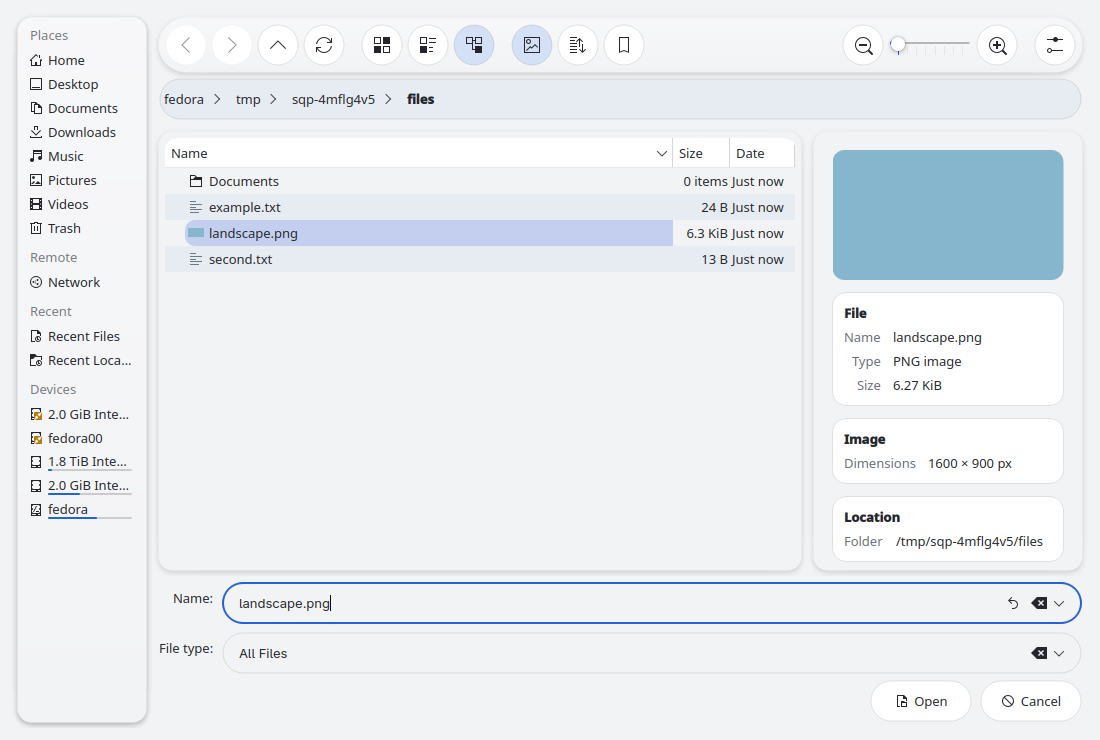 Places
Home
Desktop
Documents
Downloads
Music
Pictures
Videos
Trash
Remote
Network
Recent
Recent Files
Recent Loca...
Devices
2.0 GiB Inte...
fedora00
1.8 TiB Inte...
2.0 GiB Inte...
fedora
fedora > tmp > sqp-4mflg4v5 > files
Name Size Date
Documents 0 items Just now
example.txt 24 B Just now
landscape.png 6.3 KiB Just now
second.txt 13 B Just now
File
Name landscape.png
Type PNG image
Size 6.27 KiB
Image
Dimensions 1600 × 900 px
Location
Folder /tmp/sqp-4mflg4v5/files
Name: landscape.png
File type: All Files
Open Cancel